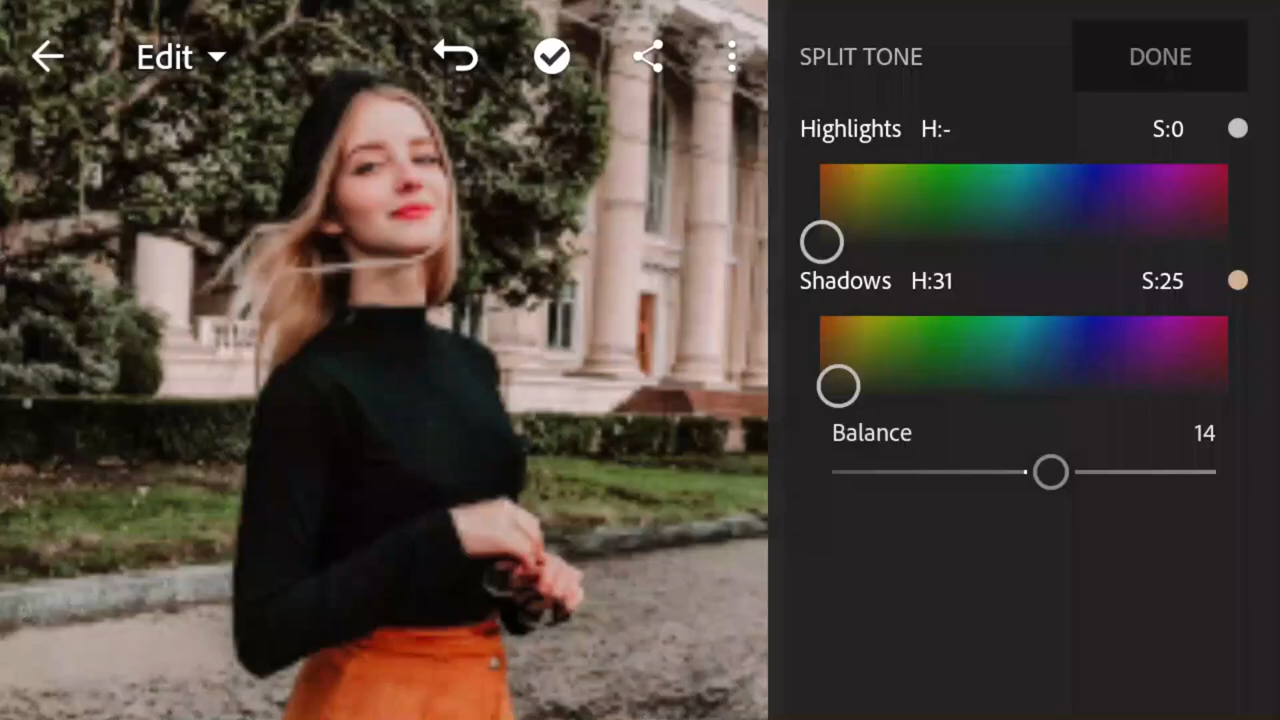 Edit
SPLIT TONE
DONE
Highlights H:- S:0
Shadows H:31 S:25
Balance 14